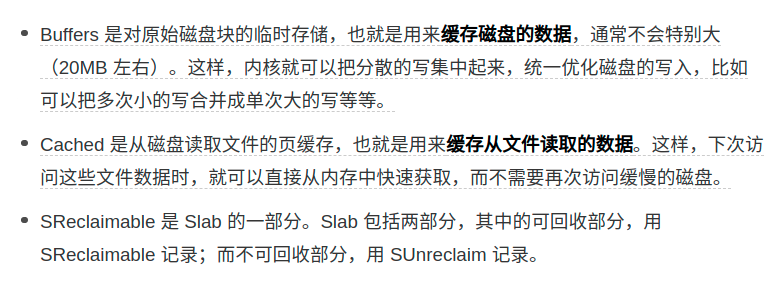 Buffers 是对原始磁盘块的临时存储，也就是用来缓存磁盘的数据，通常不会特别大
（20MB 左右）。这样，内核就可以把分散的写集中起来，统一优化磁盘的写入，比如
可以把多次小的写合并成单次大的写等等。
Cached 是从磁盘读取文件的页缓存，也就是用来缓存从文件读取的数据。这样，下次访
问这些文件数据时，就可以直接从内存中快速获取，而不需要再次访问缓慢的磁盘。
SReclaimable 是 Slab 的一部分。Slab 包括两部分，其中的可回收部分，用
SReclaimable 记录；而不可回收部分，用 SUnreclaim 记录。